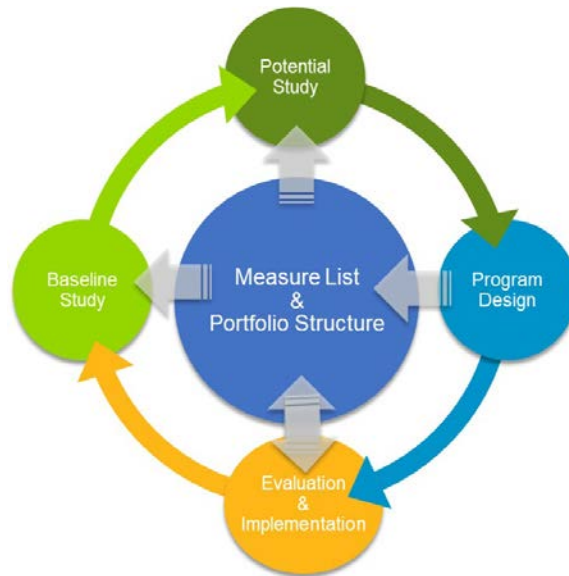 Potential
Study
Baseline
Study
Measure List
&
Portfolio Structure
Program
Design
Evaluation
&
Implementation